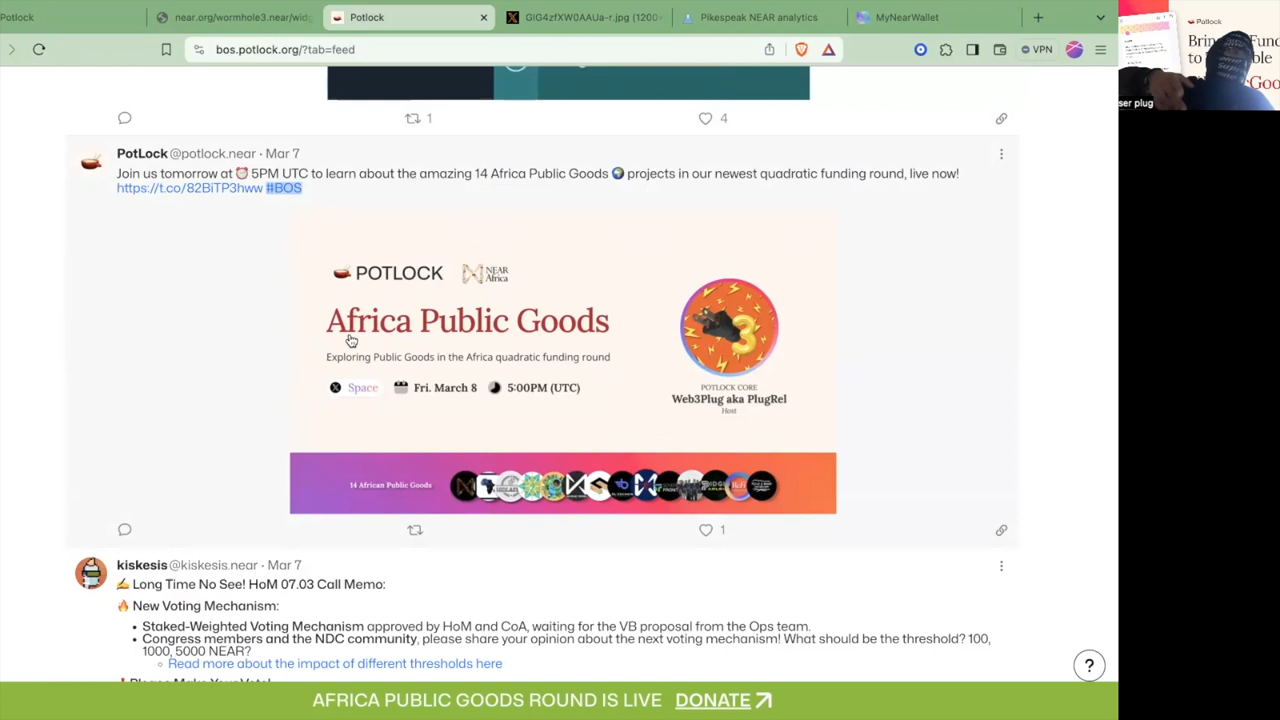 Potlock
near.org/wormhole3.near/widg
Potlock
GIG4zfXW0AAUa-r.jpg (1200×
Pikespeak NEAR analytics
MyNearWallet
bos.potlock.org/?tab=feed
VPN
1
4
PotLock @potlock.near · Mar 7
Join us tomorrow at ⏰ 5PM UTC to learn about the amazing 14 Africa Public Goods 🌍 projects in our newest quadratic funding round, live now!
https://t.co/82BiTP3hww #BOS
POTLOCK
NEAR
Africa
Africa Public Goods
Exploring Public Goods in the Africa quadratic funding round
Space
Fri. March 8
5:00PM (UTC)
3
POTLOCK CORE
Web3Plug aka PlugRel
Host
14 African Public Goods
1
kiskesis @kiskesis.near · Mar 7
✍️ Long Time No See! HoM 07.03 Call Memo:
🔥 New Voting Mechanism:
• Staked-Weighted Voting Mechanism approved by HoM and CoA, waiting for the VB proposal from the Ops team.
• Congress members and the NDC community, please share your opinion about the next voting mechanism! What should be the threshold? 100,
1000, 5000 NEAR?
Read more about the impact of different thresholds here
?
AFRICA PUBLIC GOODS ROUND IS LIVE DONATE
Potlock
ser plug